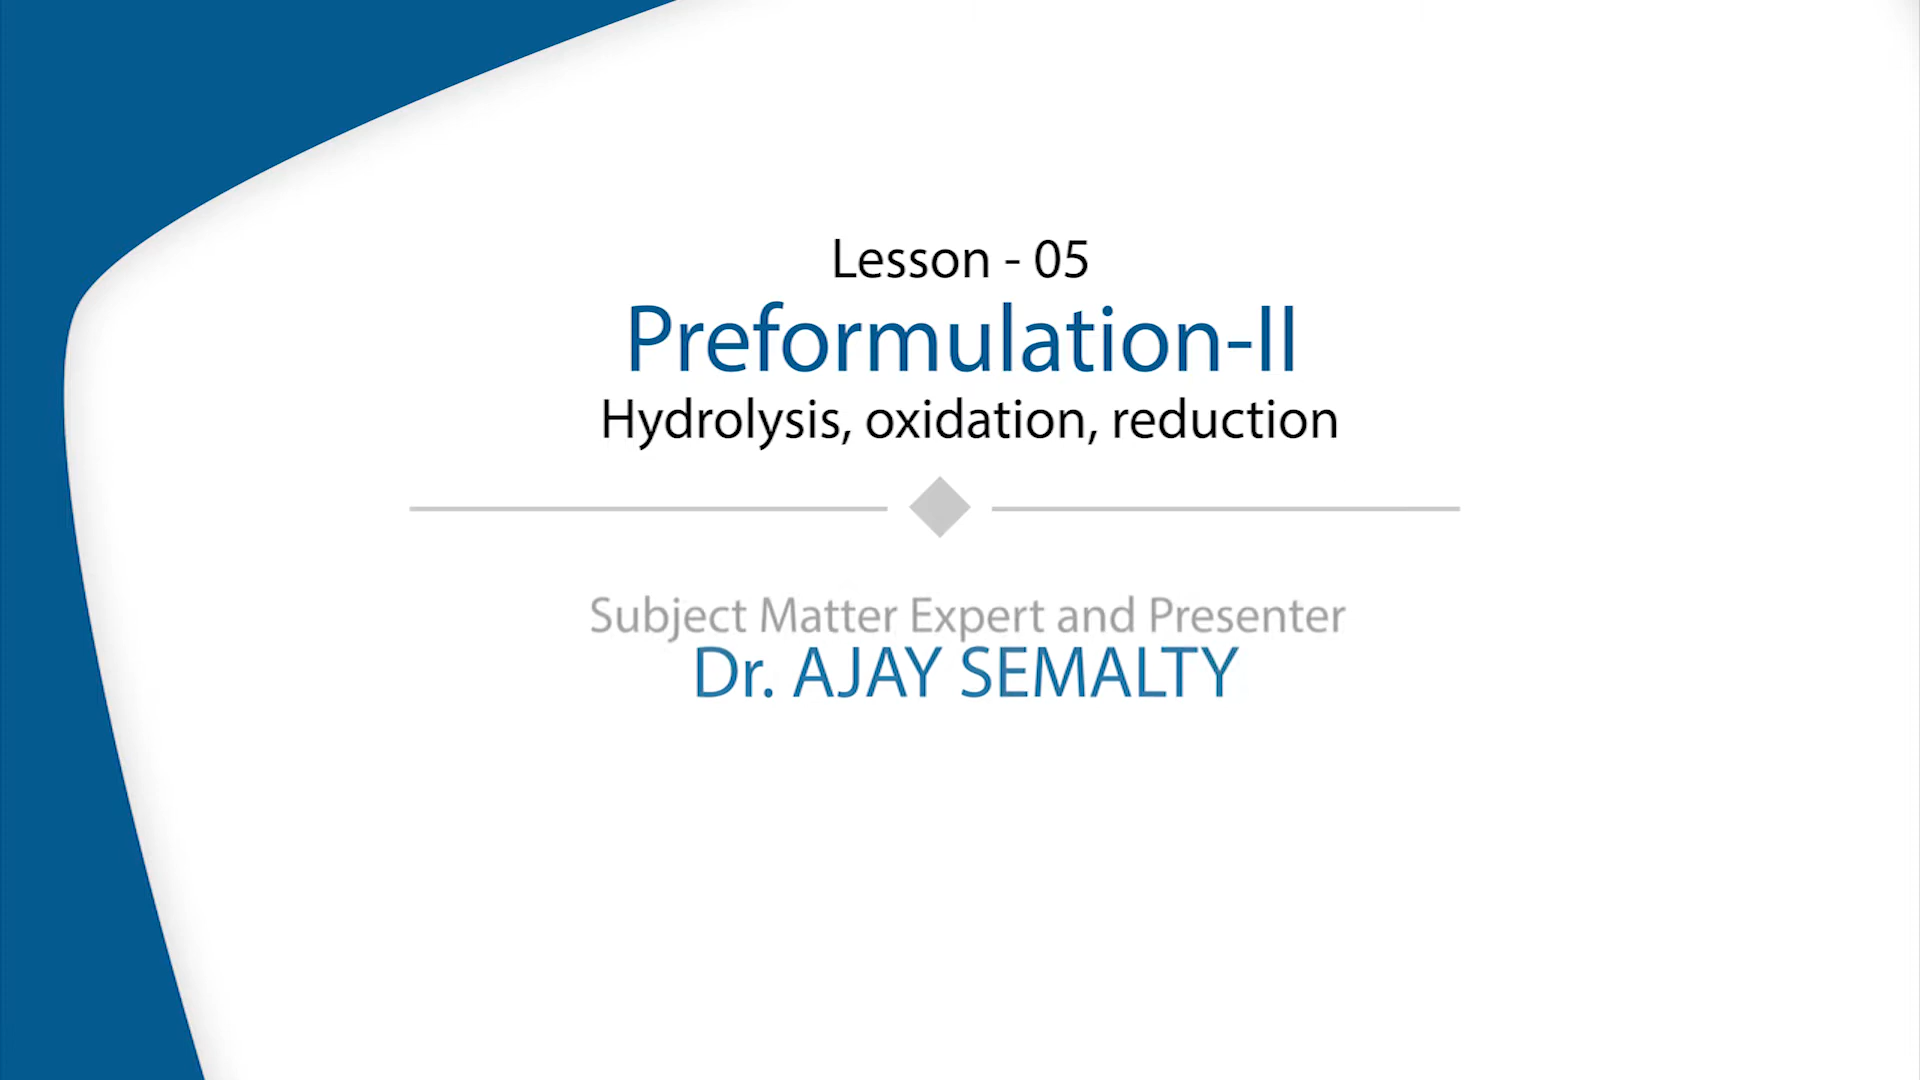 Lesson - 05
Preformulation-II
Hydrolysis, oxidation, reduction
Subject Matter Expert and Presenter
Dr. AJAY SEMALTY